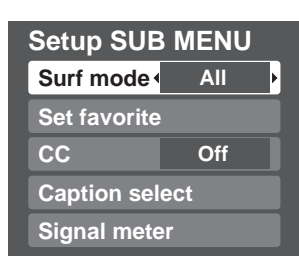 Setup SUB MENU
Surf mode All
Set favorite
CC Off
Caption select
Signal meter